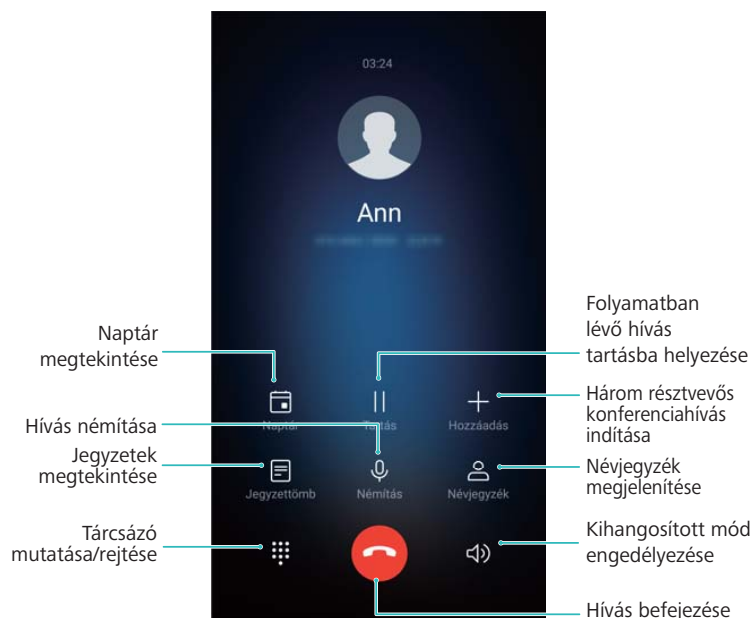 03:24
Ann
Naptár
megtekintése
Hívás némítása
Jegyzetek
megtekintése
Tárcsázó
mutatása/rejtése
Naptár
Tartás
Hozzáadás
Jegyzettömb
Némítás
Névjegyzék
Folyamatban
lévő hívás
tartásba helyezése
Három résztvevős
konferenciahívás
indítása
Névjegyzék
megjelenítése
Kihangosított mód
engedélyezése
Hívás befejezése